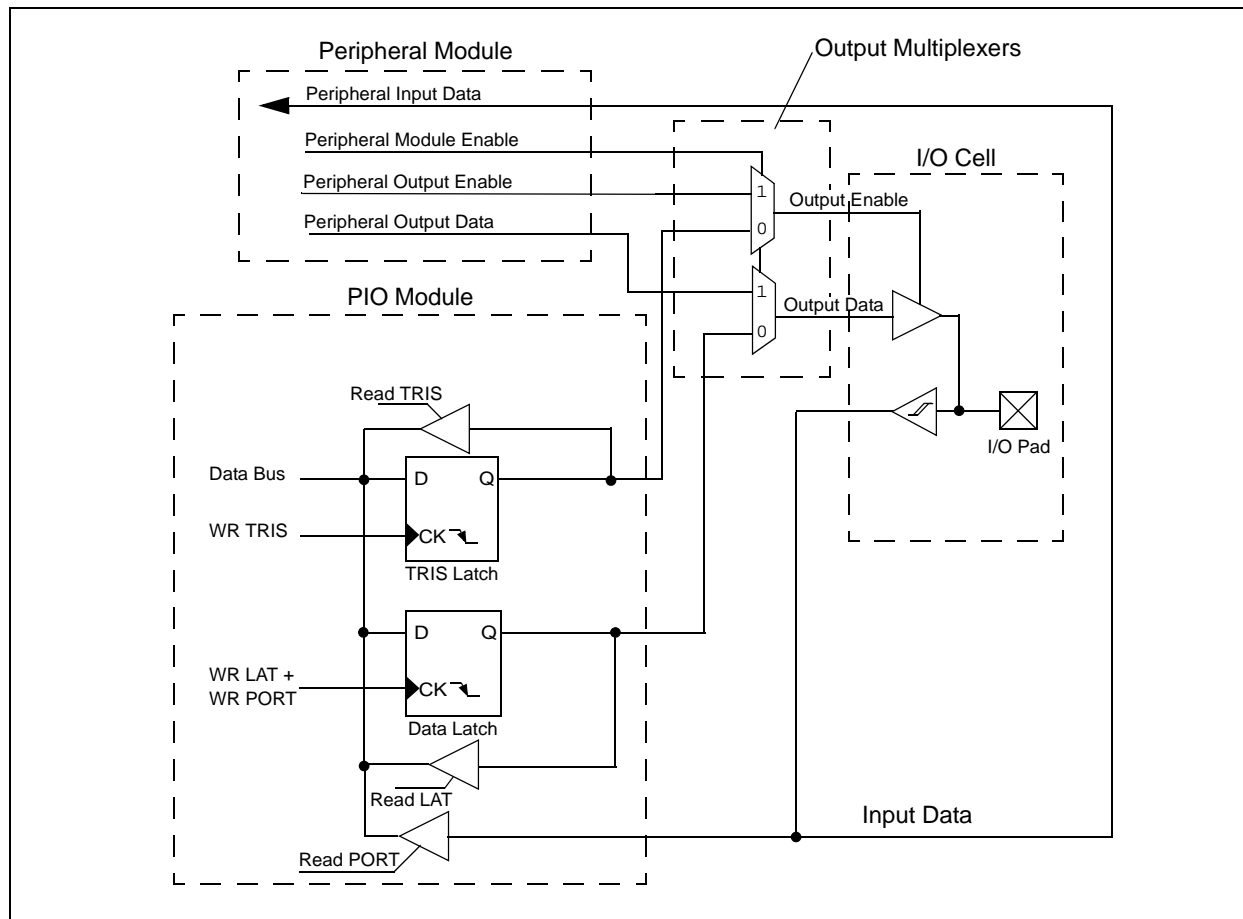 Peripheral Module
Output Multiplexers
Peripheral Input Data
Peripheral Module Enable
I/O Cell
Peripheral Output Enable
1
Output Enable
Peripheral Output Data
0
PIO Module
1
Output Data
0
Read TRIS
I/O Pad
Data Bus
D Q
WR TRIS
CK
TRIS Latch
D Q
WR LAT +
WR PORT
CK
Data Latch
Read LAT
Input Data
Read PORT